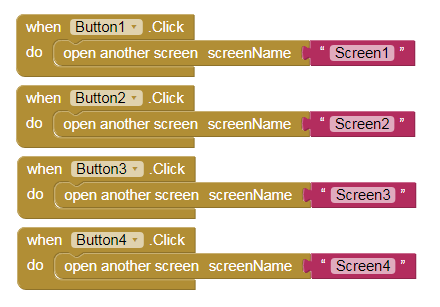 when Button1 .Click
do open another screen screenName " Screen1 "
when Button2 .Click
do open another screen screenName " Screen2 "
when Button3 .Click
do open another screen screenName " Screen3 "
when Button4 .Click
do open another screen screenName " Screen4 "